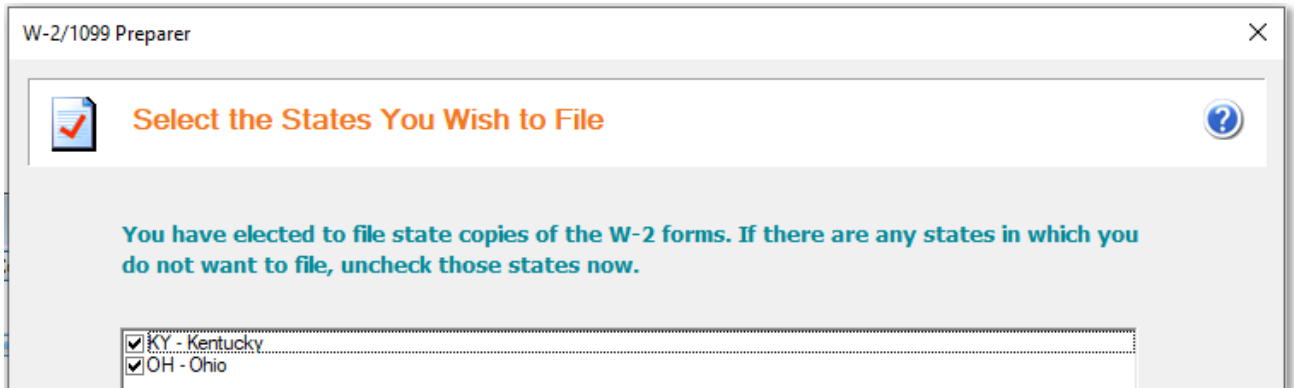 W-2/1099 Preparer
Select the States You Wish to File
You have elected to file state copies of the W-2 forms. If there are any states in which you
do not want to file, uncheck those states now.
KY - Kentucky
OH - Ohio